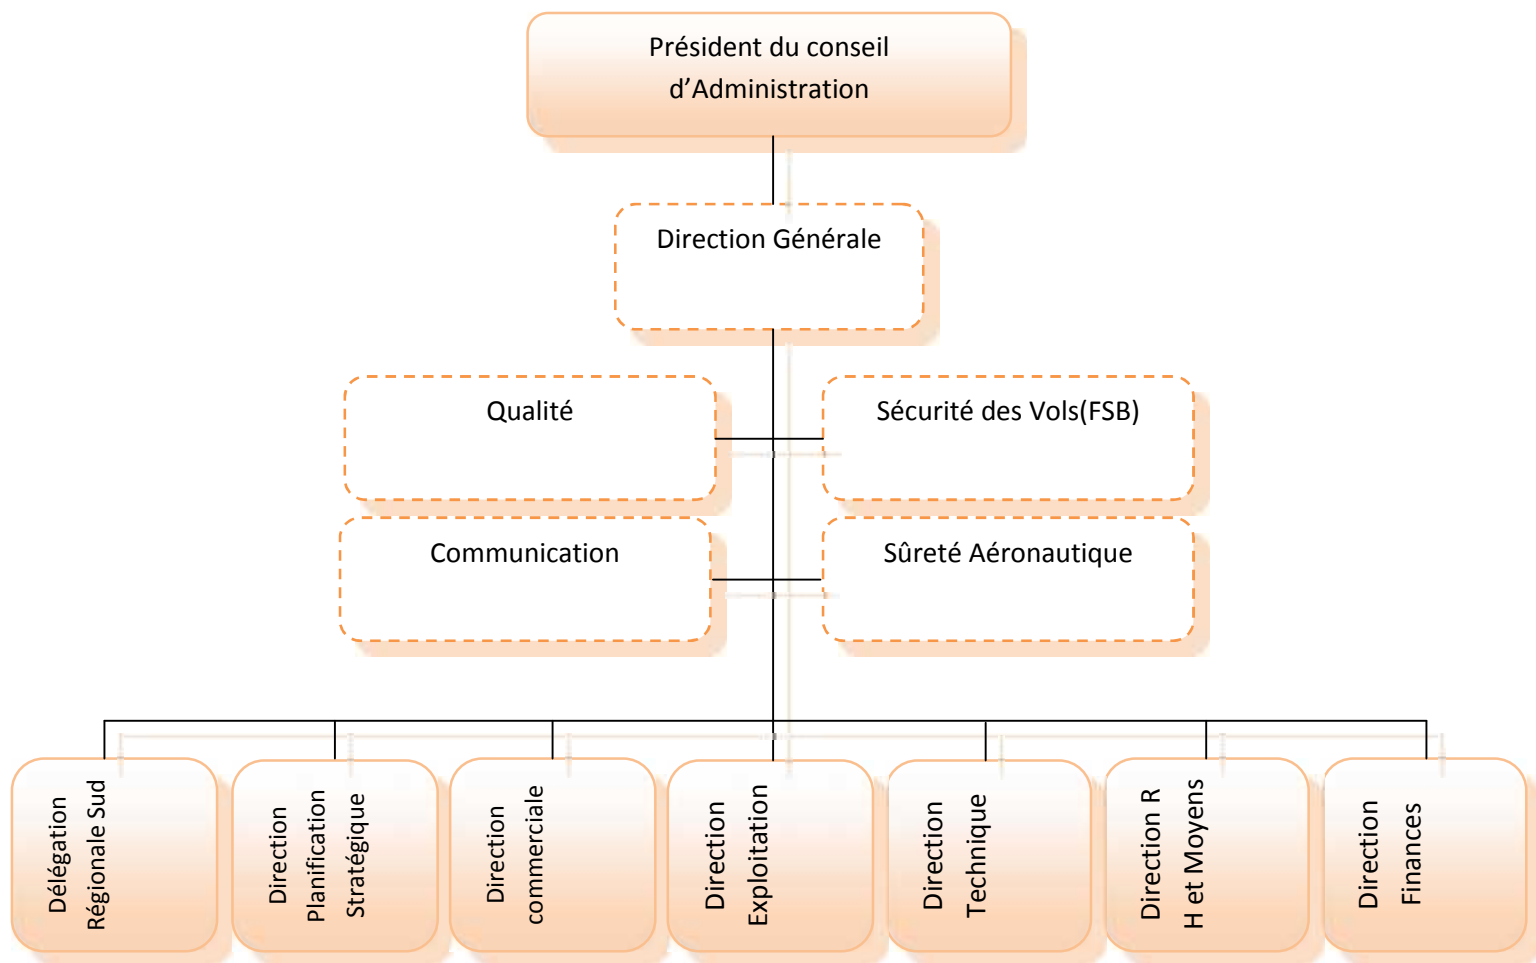 Président du conseil
d’Administration
Direction Générale
Qualité
Sécurité des Vols(FSB)
Communication
Sûreté Aéronautique
Délégation
Régionale Sud
Direction
Planification
Stratégique
Direction
commerciale
Direction
Exploitation
Direction
Technique
Direction R
H et Moyens
Direction
Finances